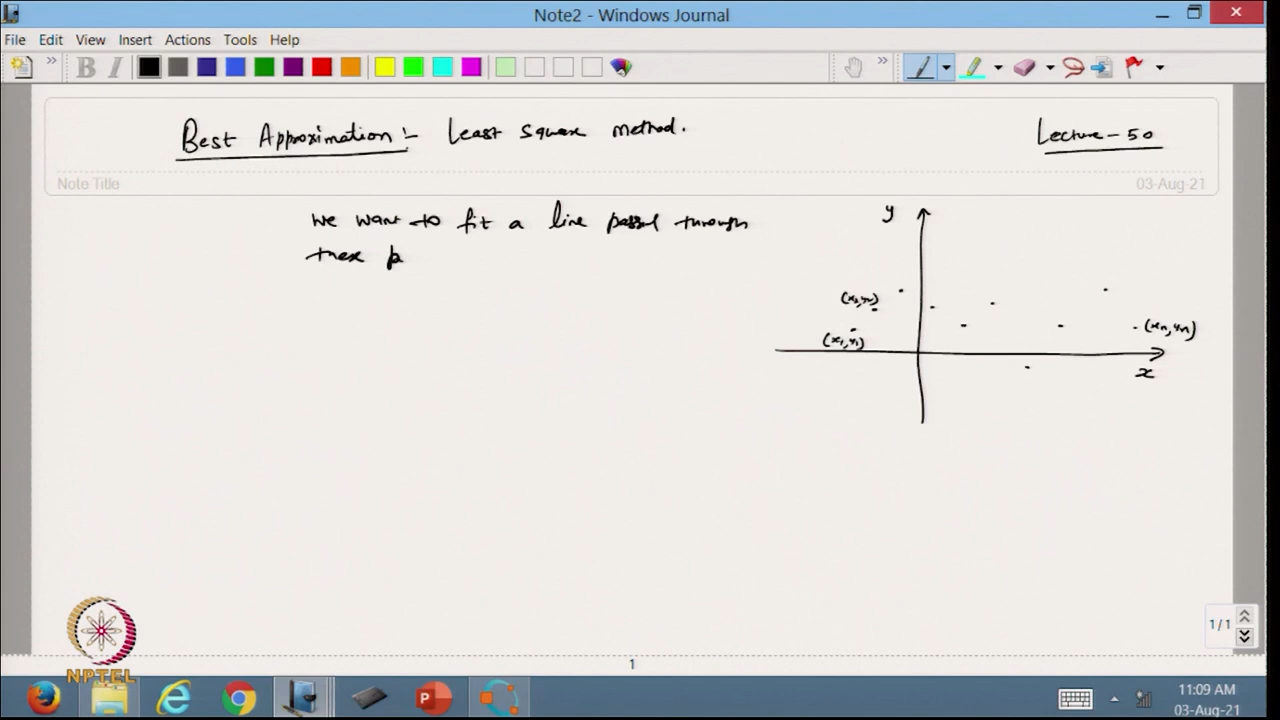 Note2 - Windows Journal
File Edit View Insert Actions Tools Help
B I
Best Approximation :- Least square method.
Lecture - 50
Note Title
03-Aug-21
we want to fit a line passed through
these p
y
(x2,y2)
(x1,y1)
(xn,yn)
x
1 / 1
NPTEL
1
11:09 AM
03-Aug-21